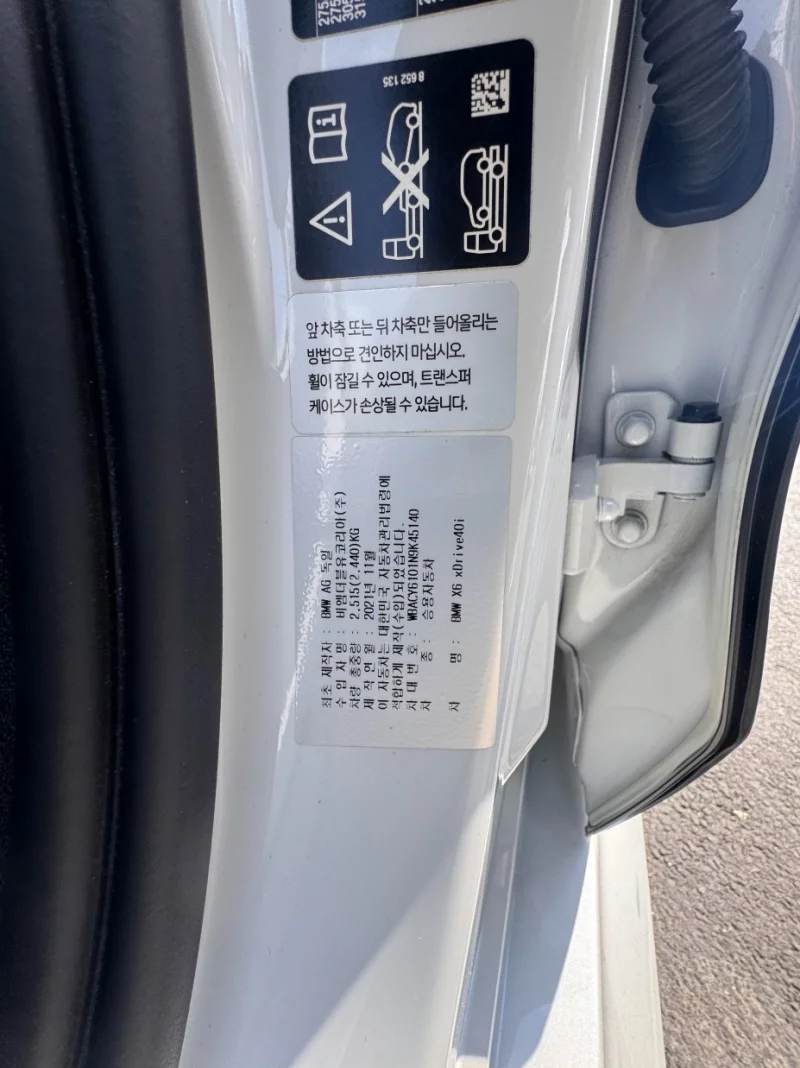 275
275
305
315
8 652 135
앞 차축 또는 뒤 차축만 들어올리는
방법으로 견인하지 마십시오.
휠이 잠길 수 있으며, 트랜스퍼
케이스가 손상될 수 있습니다.
최초 제작자 : BMW AG 독일
수 입 자 명 : 비엠더블유코리아(주)
차량 총중량 : 2,515(2,440)KG
제 작 연 월 : 2021년 11월
이 자동차는 대한민국 자동차관리법령에
적합하게 제작(수입)되었습니다.
차 대 번 호 : WBACY6101N9K45140
차 종 : 승용자동차
차 명 : BMW X6 xDrive40i